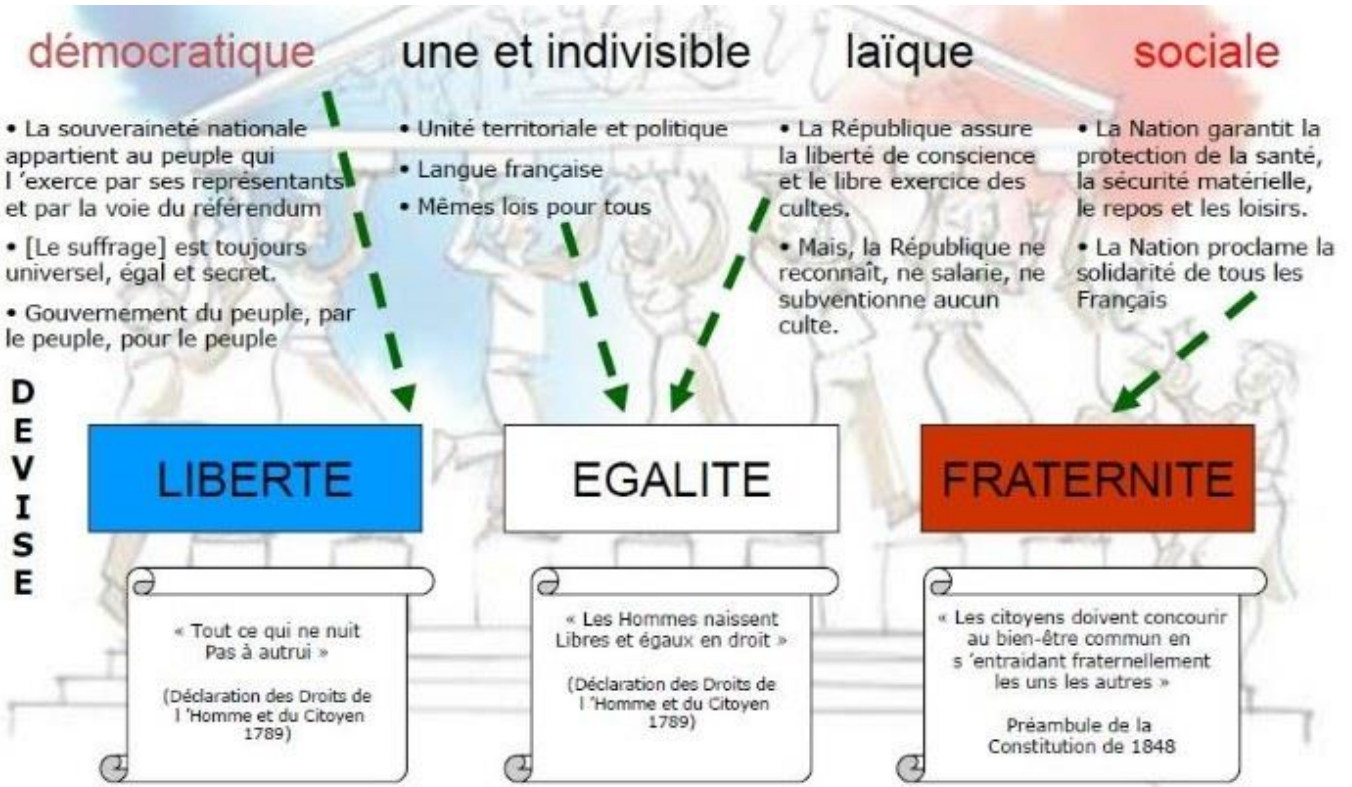 démocratique
une et indivisible
laïque
sociale
• La souveraineté nationale
appartient au peuple qui
l 'exerce par ses représentants
et par la voie du référendum
• [Le suffrage] est toujours
universel, égal et secret.
• Gouvernement du peuple, par
le peuple, pour le peuple
• Unité territoriale et politique
• Langue française
• Mêmes lois pour tous
• La République assure
la liberté de conscience
et le libre exercice des
cultes.
• Mais, la République ne
reconnaît, ne salarie, ne
subventionne aucun
culte.
• La Nation garantit la
protection de la santé,
la sécurité matérielle,
le repos et les loisirs.
• La Nation proclame la
solidarité de tous les
Français
DEVISE
LIBERTE
EGALITE
FRATERNITE
« Tout ce qui ne nuit
Pas à autrui »
(Déclaration des Droits de
l 'Homme et du Citoyen
1789)
« Les Hommes naissent
Libres et égaux en droit »
(Déclaration des Droits de
l 'Homme et du Citoyen
1789)
« Les citoyens doivent concourir
au bien-être commun en
s 'entraidant fraternellement
les uns les autres »
Préambule de la
Constitution de 1848